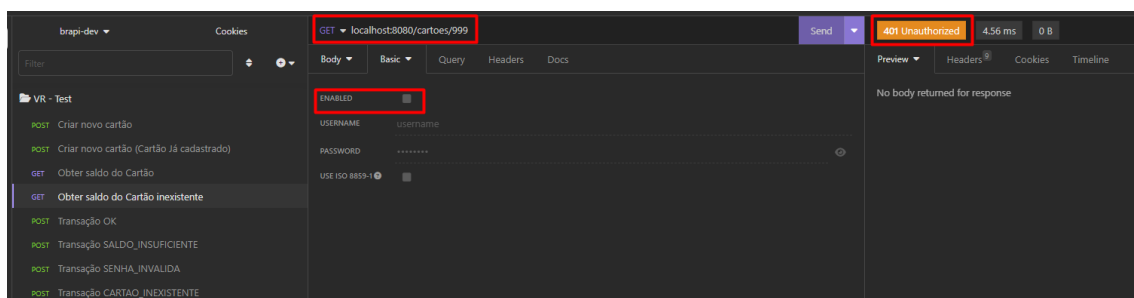 brapi-dev
Cookies
GET localhost:8080/cartoes/999
Send
401 Unauthorized
4.56 ms
0 B
Filter
Body
Basic
Query
Headers
Docs
Preview
Headers
Cookies
Timeline
VR - Test
ENABLED
No body returned for response
POST Criar novo cartão
USERNAME username
POST Criar novo cartão (Cartão Já cadastrado)
PASSWORD ••••••••
GET Obter saldo do Cartão
USE ISO 8859-1
GET Obter saldo do Cartão inexistente
POST Transação OK
POST Transação SALDO_INSUFICIENTE
POST Transação SENHA_INVALIDA
POST Transação CARTAO_INEXISTENTE